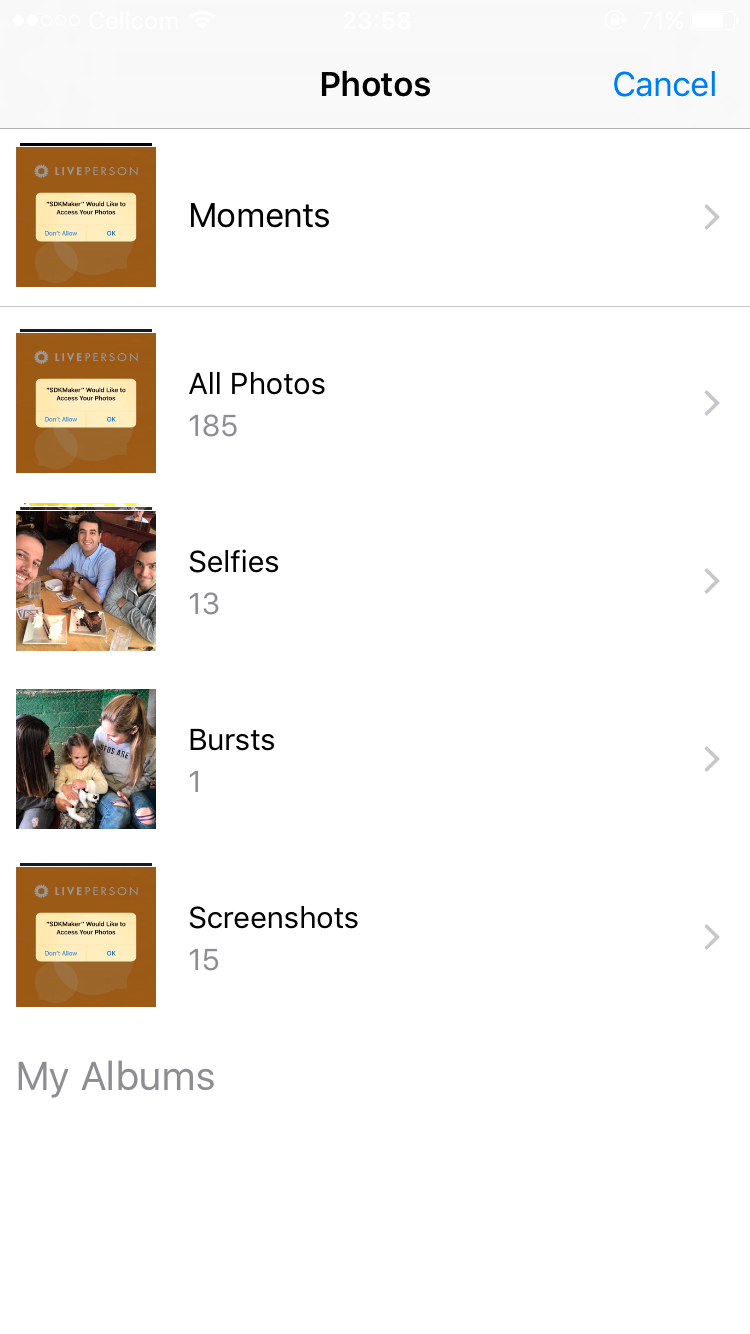 Cellcom 23:58 71%
Photos Cancel
LIVEPERSON
"SDKMaker" Would Like to
Access Your Photos
Don't Allow OK
Moments
LIVEPERSON
"SDKMaker" Would Like to
Access Your Photos
Don't Allow OK
All Photos
185
Selfies
13
Bursts
1
LIVEPERSON
"SDKMaker" Would Like to
Access Your Photos
Don't Allow OK
Screenshots
15
My Albums